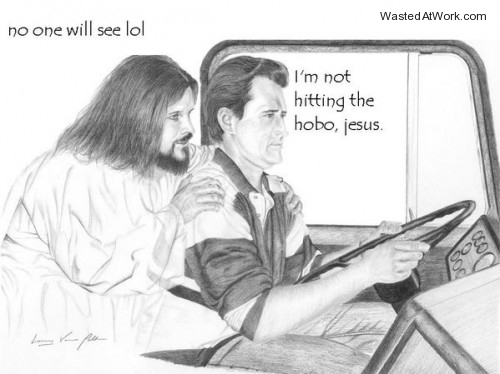 WastedAtWork.com
no one will see lol
I'm not
hitting the
hobo, jesus.